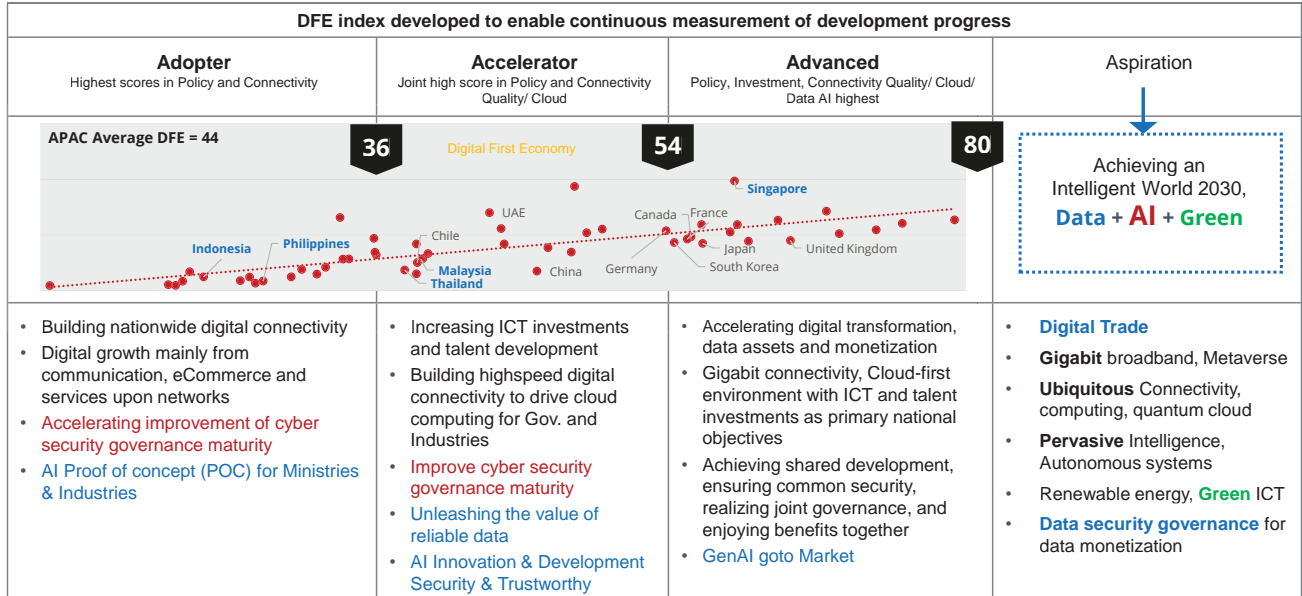 DFE index developed to enable continuous measurement of development progress
Adopter
Highest scores in Policy and Connectivity
Accelerator
Joint high score in Policy and Connectivity
Quality/ Cloud
Advanced
Policy, Investment, Connectivity Quality/ Cloud/
Data AI highest
Aspiration
APAC Average DFE = 44
36
Digital First Economy
54
80
Singapore
UAE
Canada
France
Chile
Indonesia
Philippines
Japan
United Kingdom
Malaysia
China
Germany
South Korea
Thailand
Achieving an
Intelligent World 2030,
Data + AI + Green
• Building nationwide digital connectivity
• Digital growth mainly from
communication, eCommerce and
services upon networks
• Accelerating improvement of cyber
security governance maturity
• AI Proof of concept (POC) for Ministries
& Industries
• Increasing ICT investments
and talent development
• Building highspeed digital
connectivity to drive cloud
computing for Gov. and
Industries
• Improve cyber security
governance maturity
• Unleashing the value of
reliable data
• AI Innovation & Development
Security & Trustworthy
• Accelerating digital transformation,
data assets and monetization
• Gigabit connectivity, Cloud-first
environment with ICT and talent
investments as primary national
objectives
• Achieving shared development,
ensuring common security,
realizing joint governance, and
enjoying benefits together
• GenAI goto Market
• Digital Trade
• Gigabit broadband, Metaverse
• Ubiquitous Connectivity,
computing, quantum cloud
• Pervasive Intelligence,
Autonomous systems
• Renewable energy, Green ICT
• Data security governance for
data monetization